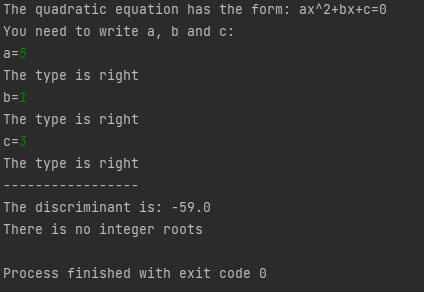 The quadratic equation has the form: ax^2+bx+c=0
You need to write a, b and c:
a=5
The type is right
b=1
The type is right
c=3
The type is right
-----------------
The discriminant is: -59.0
There is no integer roots
Process finished with exit code 0